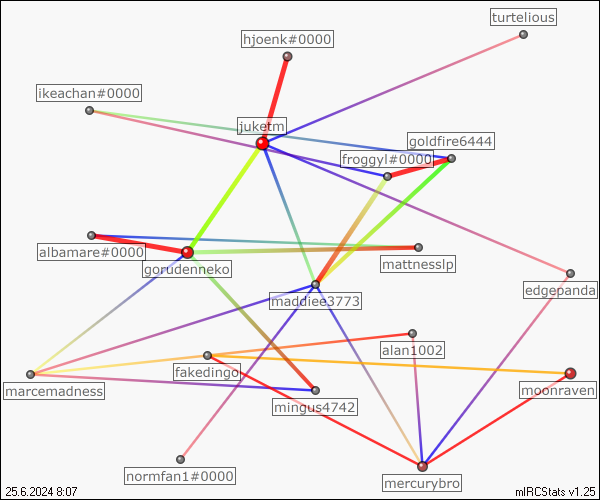 turtelious
hjoenk#0000
ikeachan#0000
juketm
goldfire6444
froggyl#0000
albamare#0000
mattnesslp
gorudenneko
edgepanda
maddiee3773
alan1002
fakedingo
marcemadness
moonraven
mingus4742
normfan1#0000
mercurybro
25.6.2024 8:07
mIRCStats v1.25